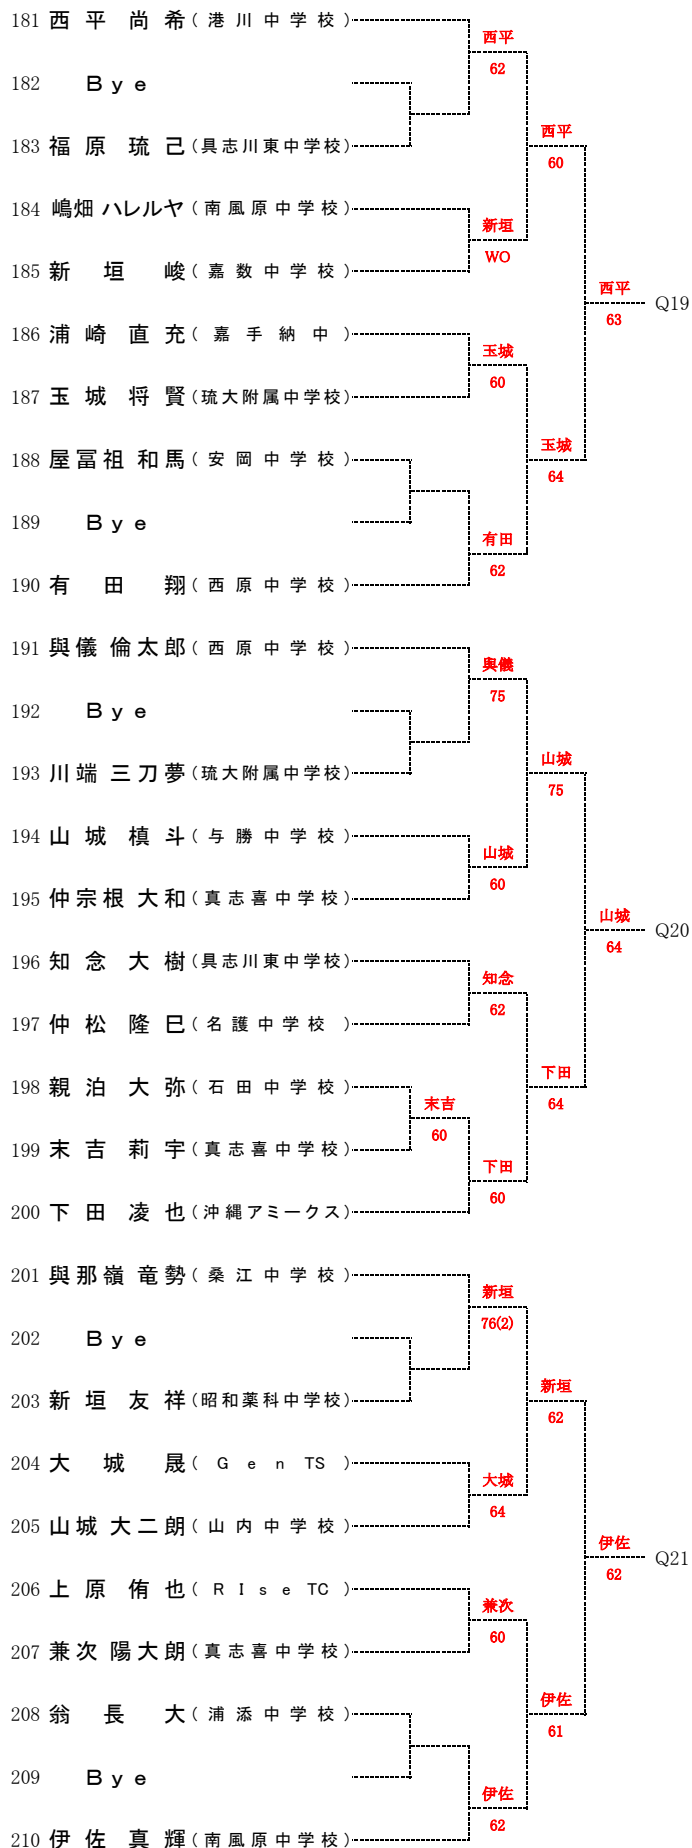 181 西平 尚希 (港川中学校)
西平
62
182 Bye
183 福原 琉己 (具志川東中学校)
西平
60
184 嶋畑 ハレルヤ (南風原中学校)
新垣
WO
185 新垣 峻 (嘉数中学校)
西平
63
Q19
186 浦崎 直充 (嘉手納中)
玉城
60
187 玉城 将賢 (琉大附属中学校)
188 屋冨祖 和馬 (安岡中学校)
玉城
64
189 Bye
有田
62
190 有田 翔 (西原中学校)
191 與儀 倫太郎 (西原中学校)
與儀
75
192 Bye
193 川端 三刀夢 (琉大附属中学校)
山城
75
194 山城 槙斗 (与勝中学校)
山城
60
195 仲宗根 大和 (真志喜中学校)
山城
64
Q20
196 知念 大樹 (具志川東中学校)
知念
62
197 仲松 隆巳 (名護中学校)
198 親泊 大弥 (石田中学校)
末吉
60
下田
64
199 末吉 莉宇 (真志喜中学校)
下田
60
200 下田 凌也 (沖縄アミークス)
201 與那嶺 竜勢 (桑江中学校)
新垣
76(2)
202 Bye
203 新垣 友祥 (昭和薬科中学校)
新垣
62
204 大城 晟 (Gen TS)
大城
64
205 山城 大二朗 (山内中学校)
伊佐
62
Q21
206 上原 侑也 (RIse TC)
兼次
60
207 兼次 陽大朗 (真志喜中学校)
208 翁長 大 (浦添中学校)
伊佐
61
209 Bye
伊佐
62
210 伊佐 真輝 (南風原中学校)